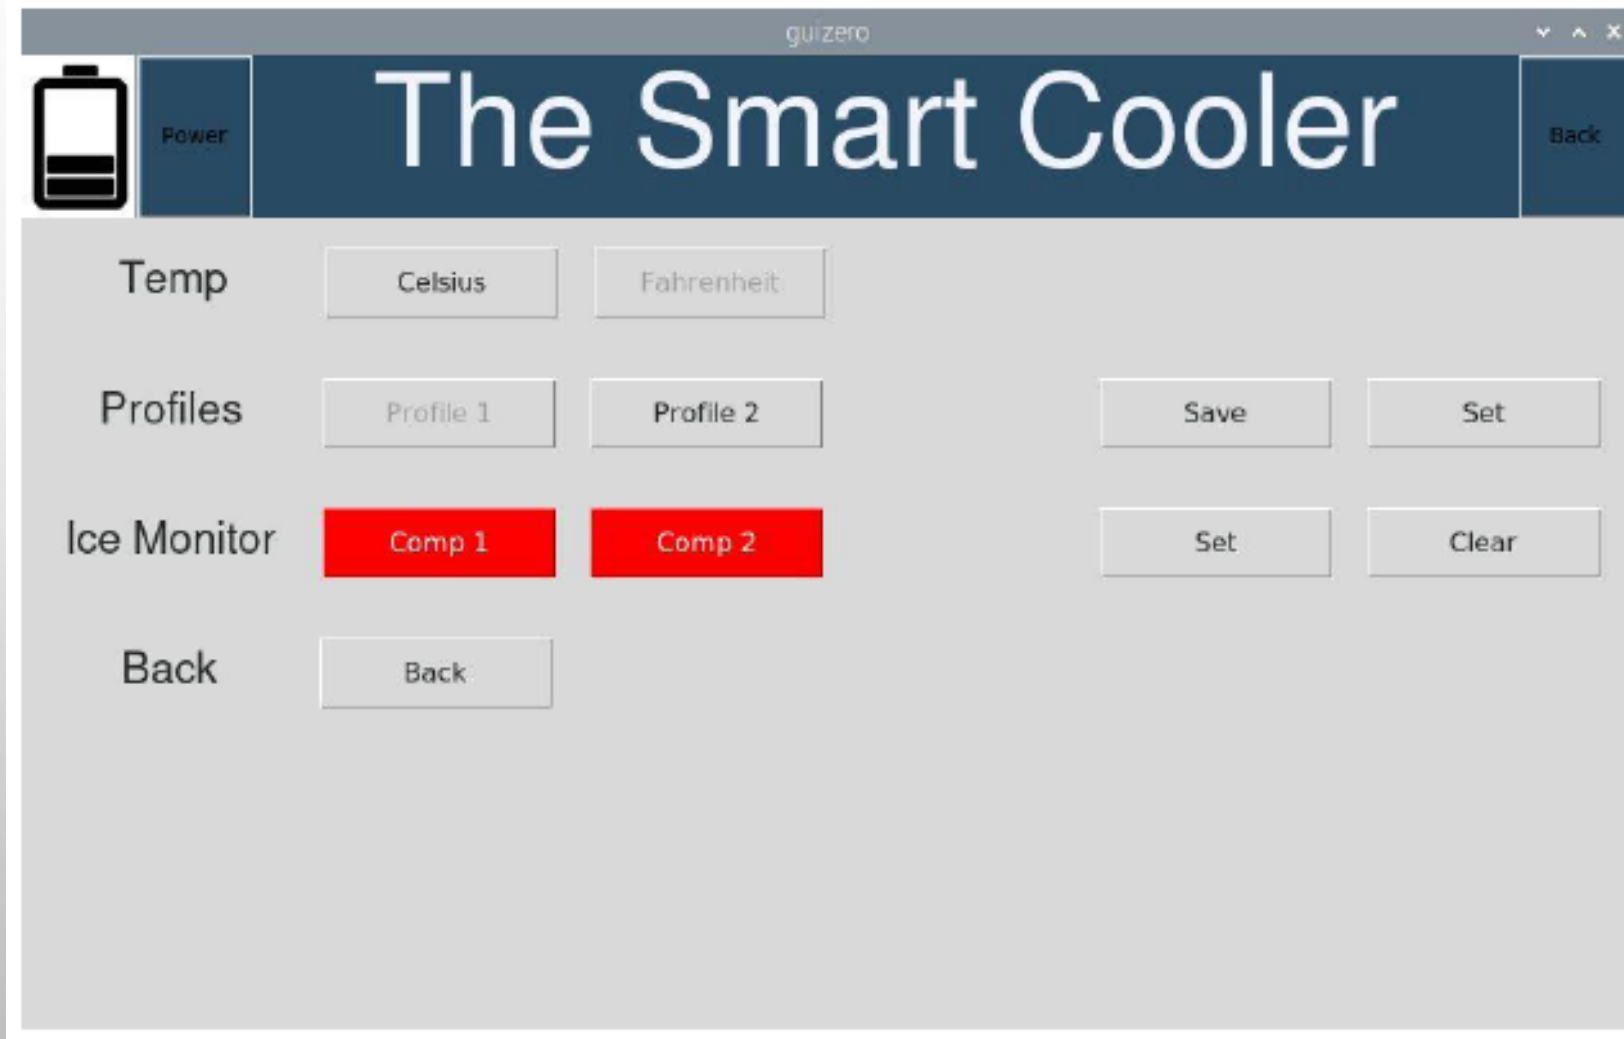 guizero
Power The Smart Cooler Back
Temp Celsius Fahrenheit
Profiles Profile 1 Profile 2 Save Set
Ice Monitor Comp 1 Comp 2 Set Clear
Back Back